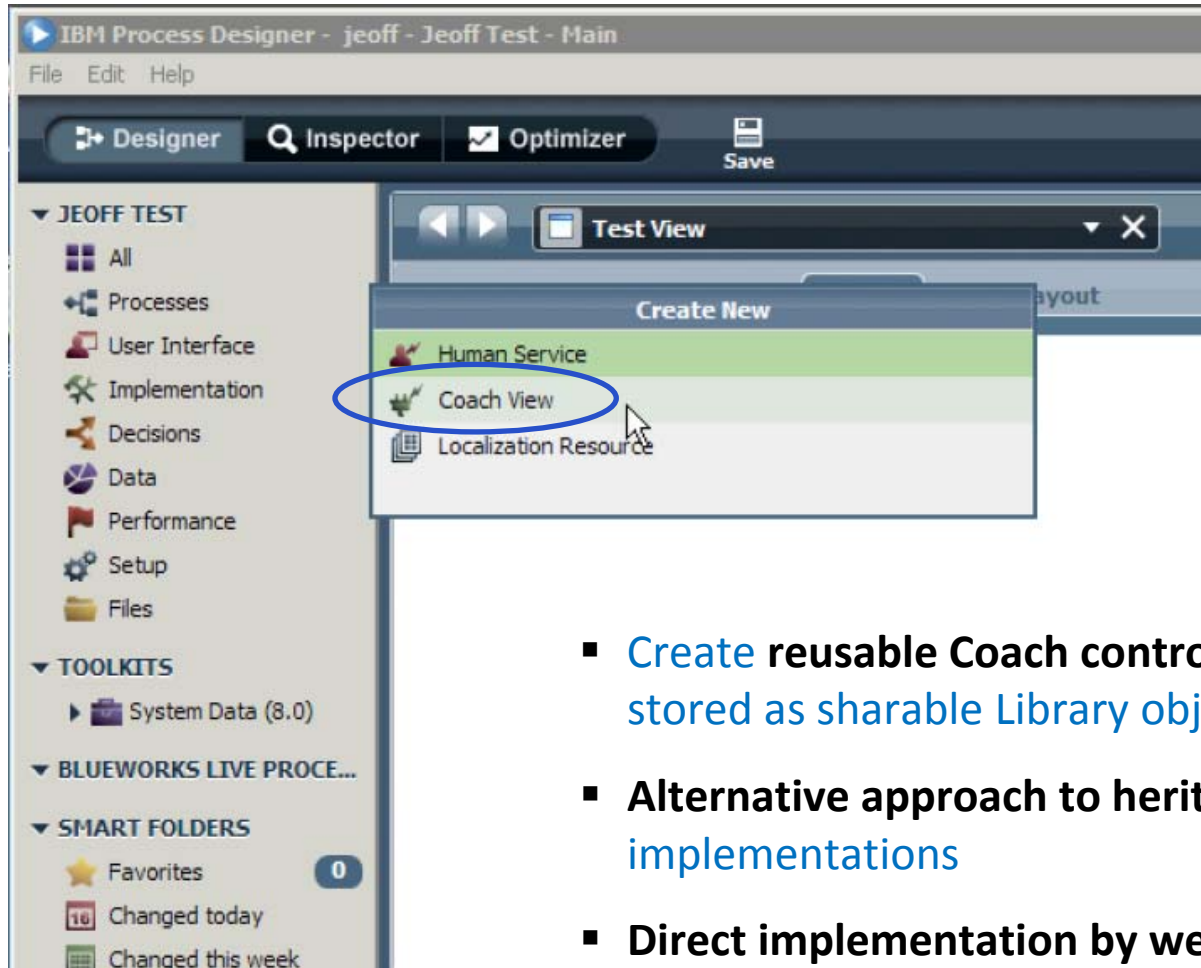 IBM Process Designer - jeoff - Jeoff Test - Main
File Edit Help
Designer Inspector Optimizer Save
JEOFF TEST
All
Processes
User Interface
Implementation
Decisions
Data
Performance
Setup
Files
TOOLKITS
System Data (8.0)
BLUEWORKS LIVE PROCE...
SMART FOLDERS
Favorites 0
16 Changed today
Changed this week
Test View
ayout
Create New
Human Service
Coach View
Localization Resource
▪ Create reusable Coach contro
stored as sharable Library obj
▪ Alternative approach to herit
implementations
▪ Direct implementation by we